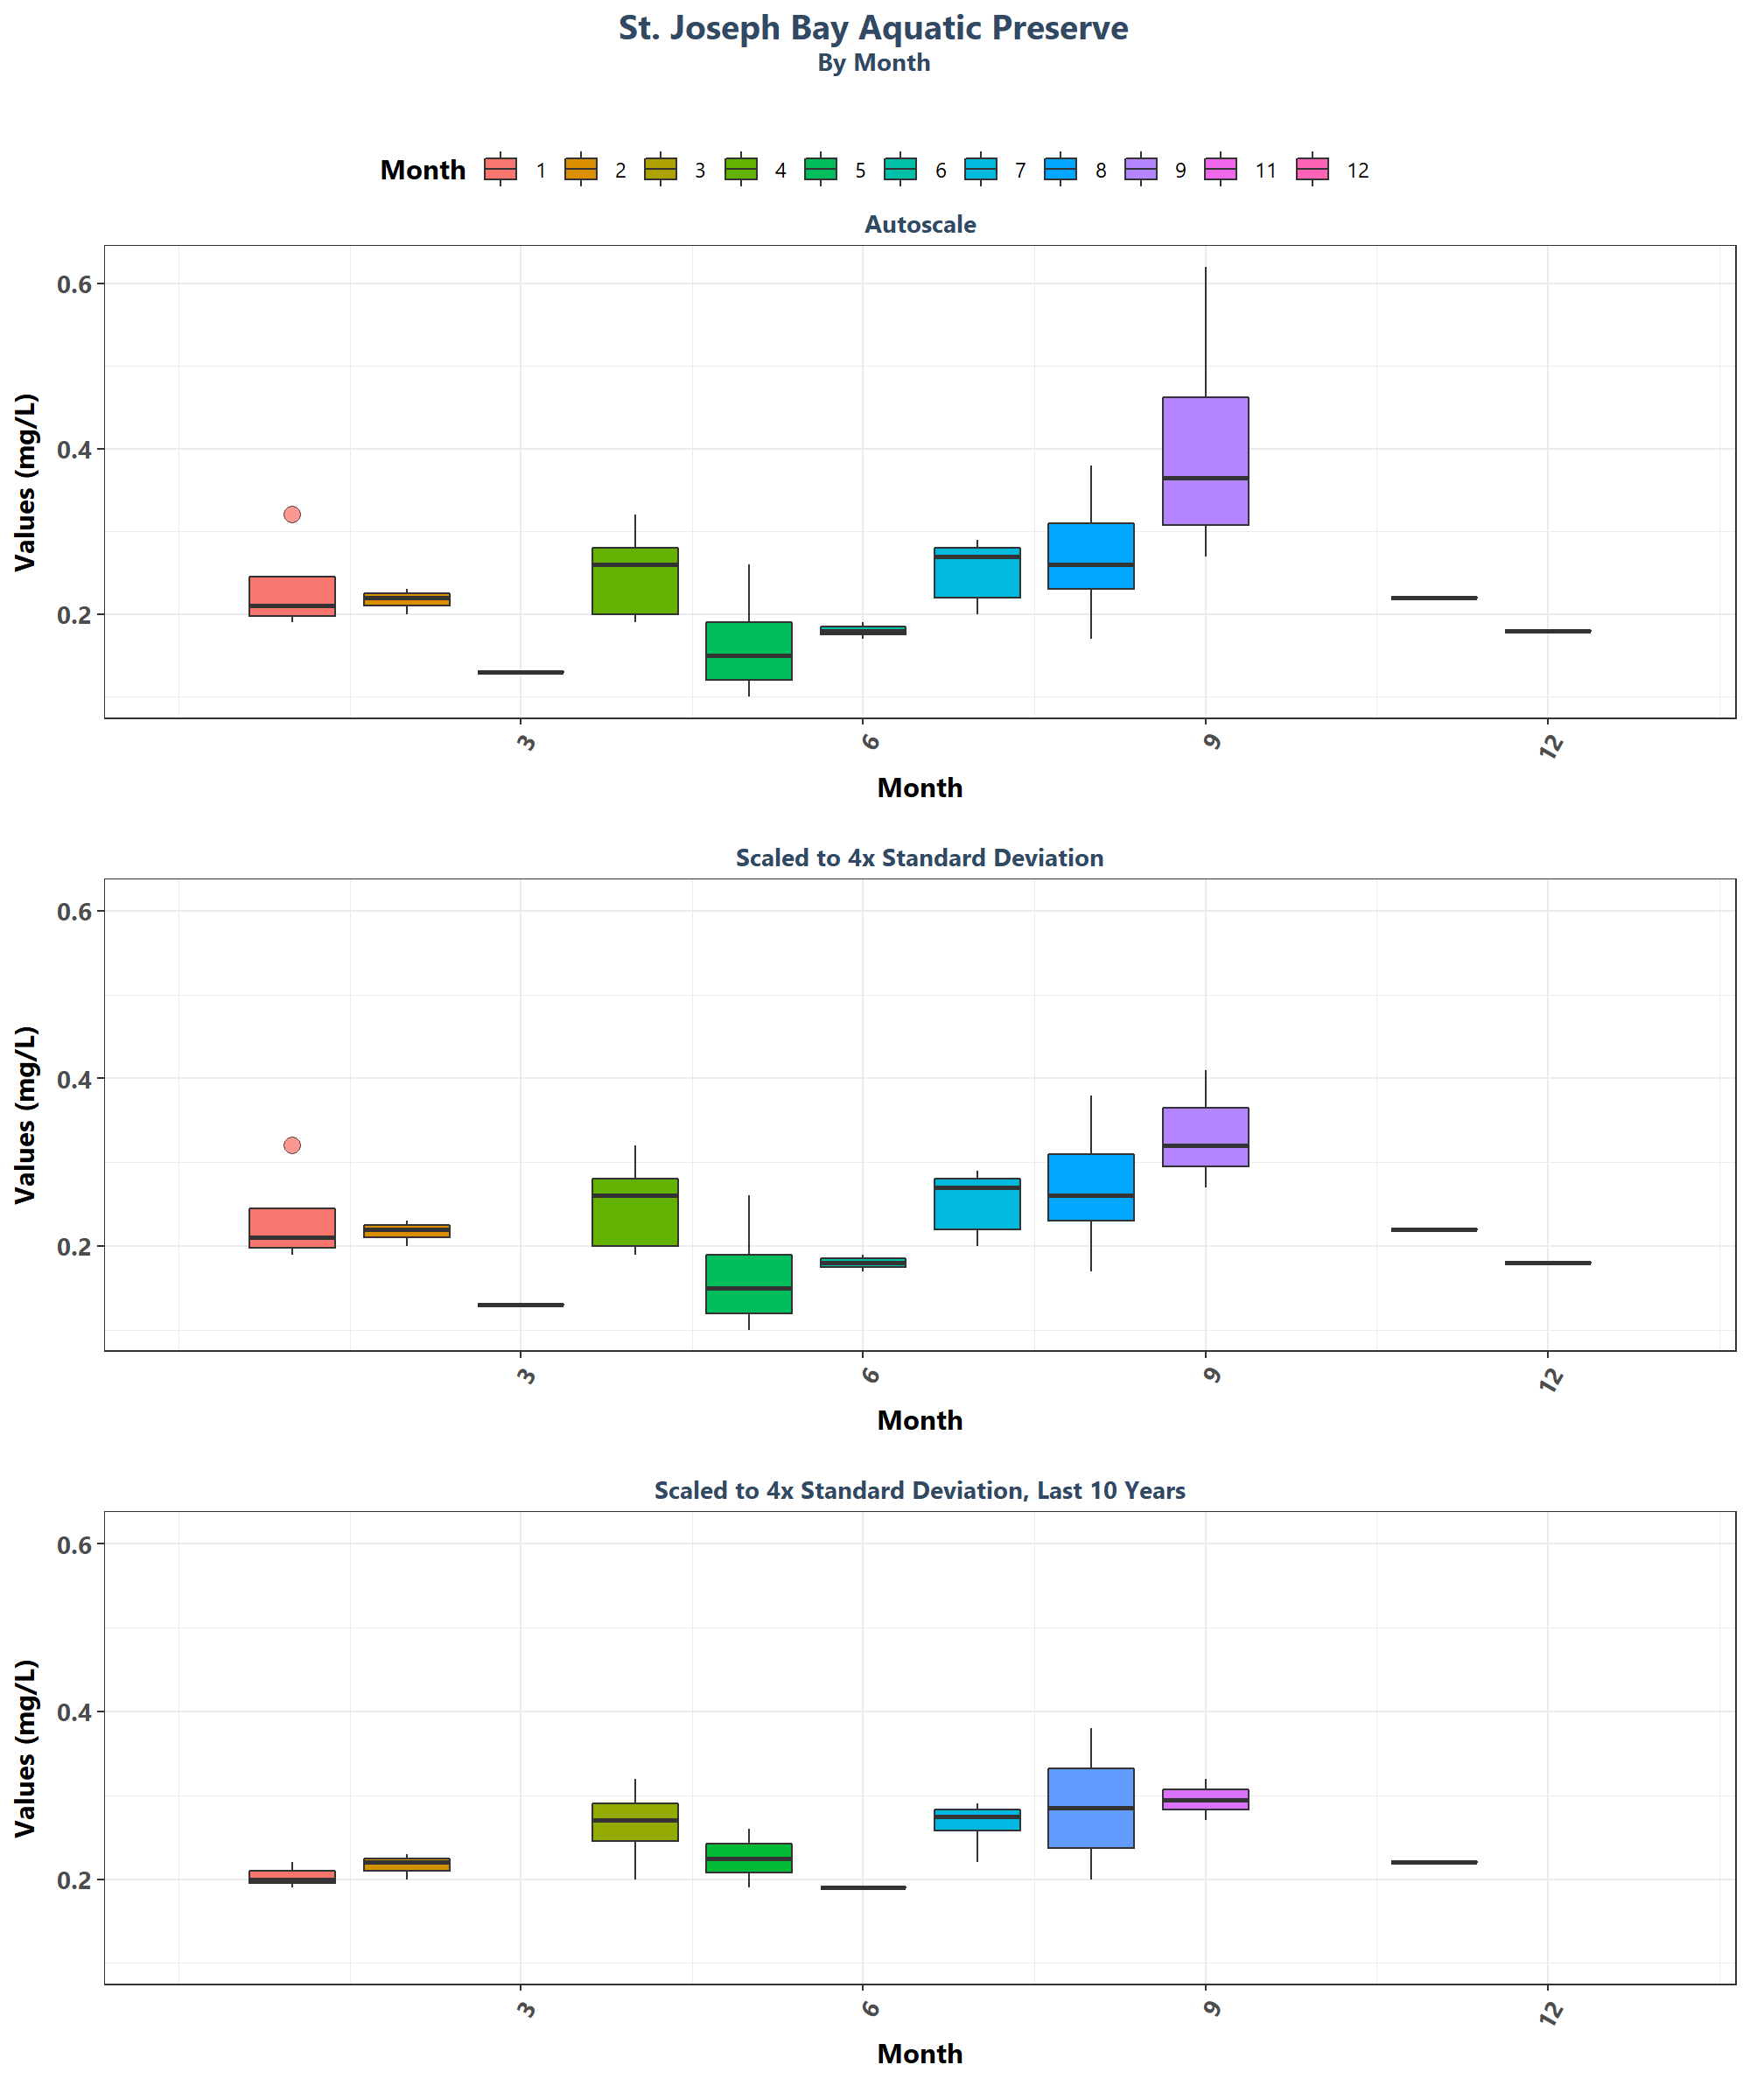 St. Joseph Bay Aquatic Preserve
By Month
Month 1 2 3 4 5 6 7 8 9 11 12
Autoscale
Values (mg/L)
0.6
0.4
0.2
3 6 9 12
Month
Scaled to 4x Standard Deviation
Values (mg/L)
0.6
0.4
0.2
3 6 9 12
Month
Scaled to 4x Standard Deviation, Last 10 Years
Values (mg/L)
0.6
0.4
0.2
3 6 9 12
Month